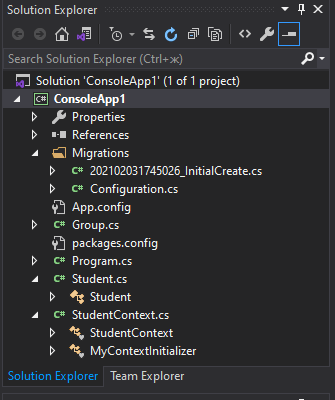 Solution Explorer
Search Solution Explorer (Ctrl+ж)
Solution 'ConsoleApp1' (1 of 1 project)
C# ConsoleApp1
Properties
References
Migrations
C# 202102031745026_InitialCreate.cs
C# Configuration.cs
App.config
C# Group.cs
packages.config
C# Program.cs
C# Student.cs
Student
C# StudentContext.cs
StudentContext
MyContextInitializer
Solution Explorer Team Explorer